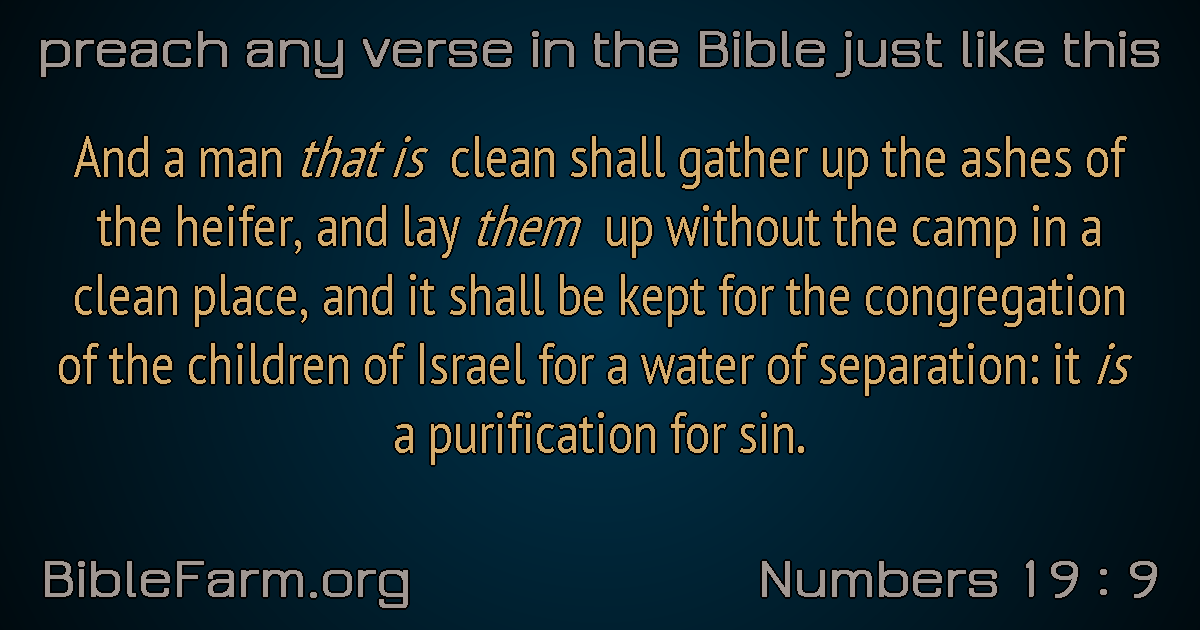 preach any verse in the Bible just like this
And a man that is clean shall gather up the ashes of
the heifer, and lay them up without the camp in a
clean place, and it shall be kept for the congregation
of the children of Israel for a water of separation: it is
a purification for sin.
BibleFarm.org
Numbers 19 : 9